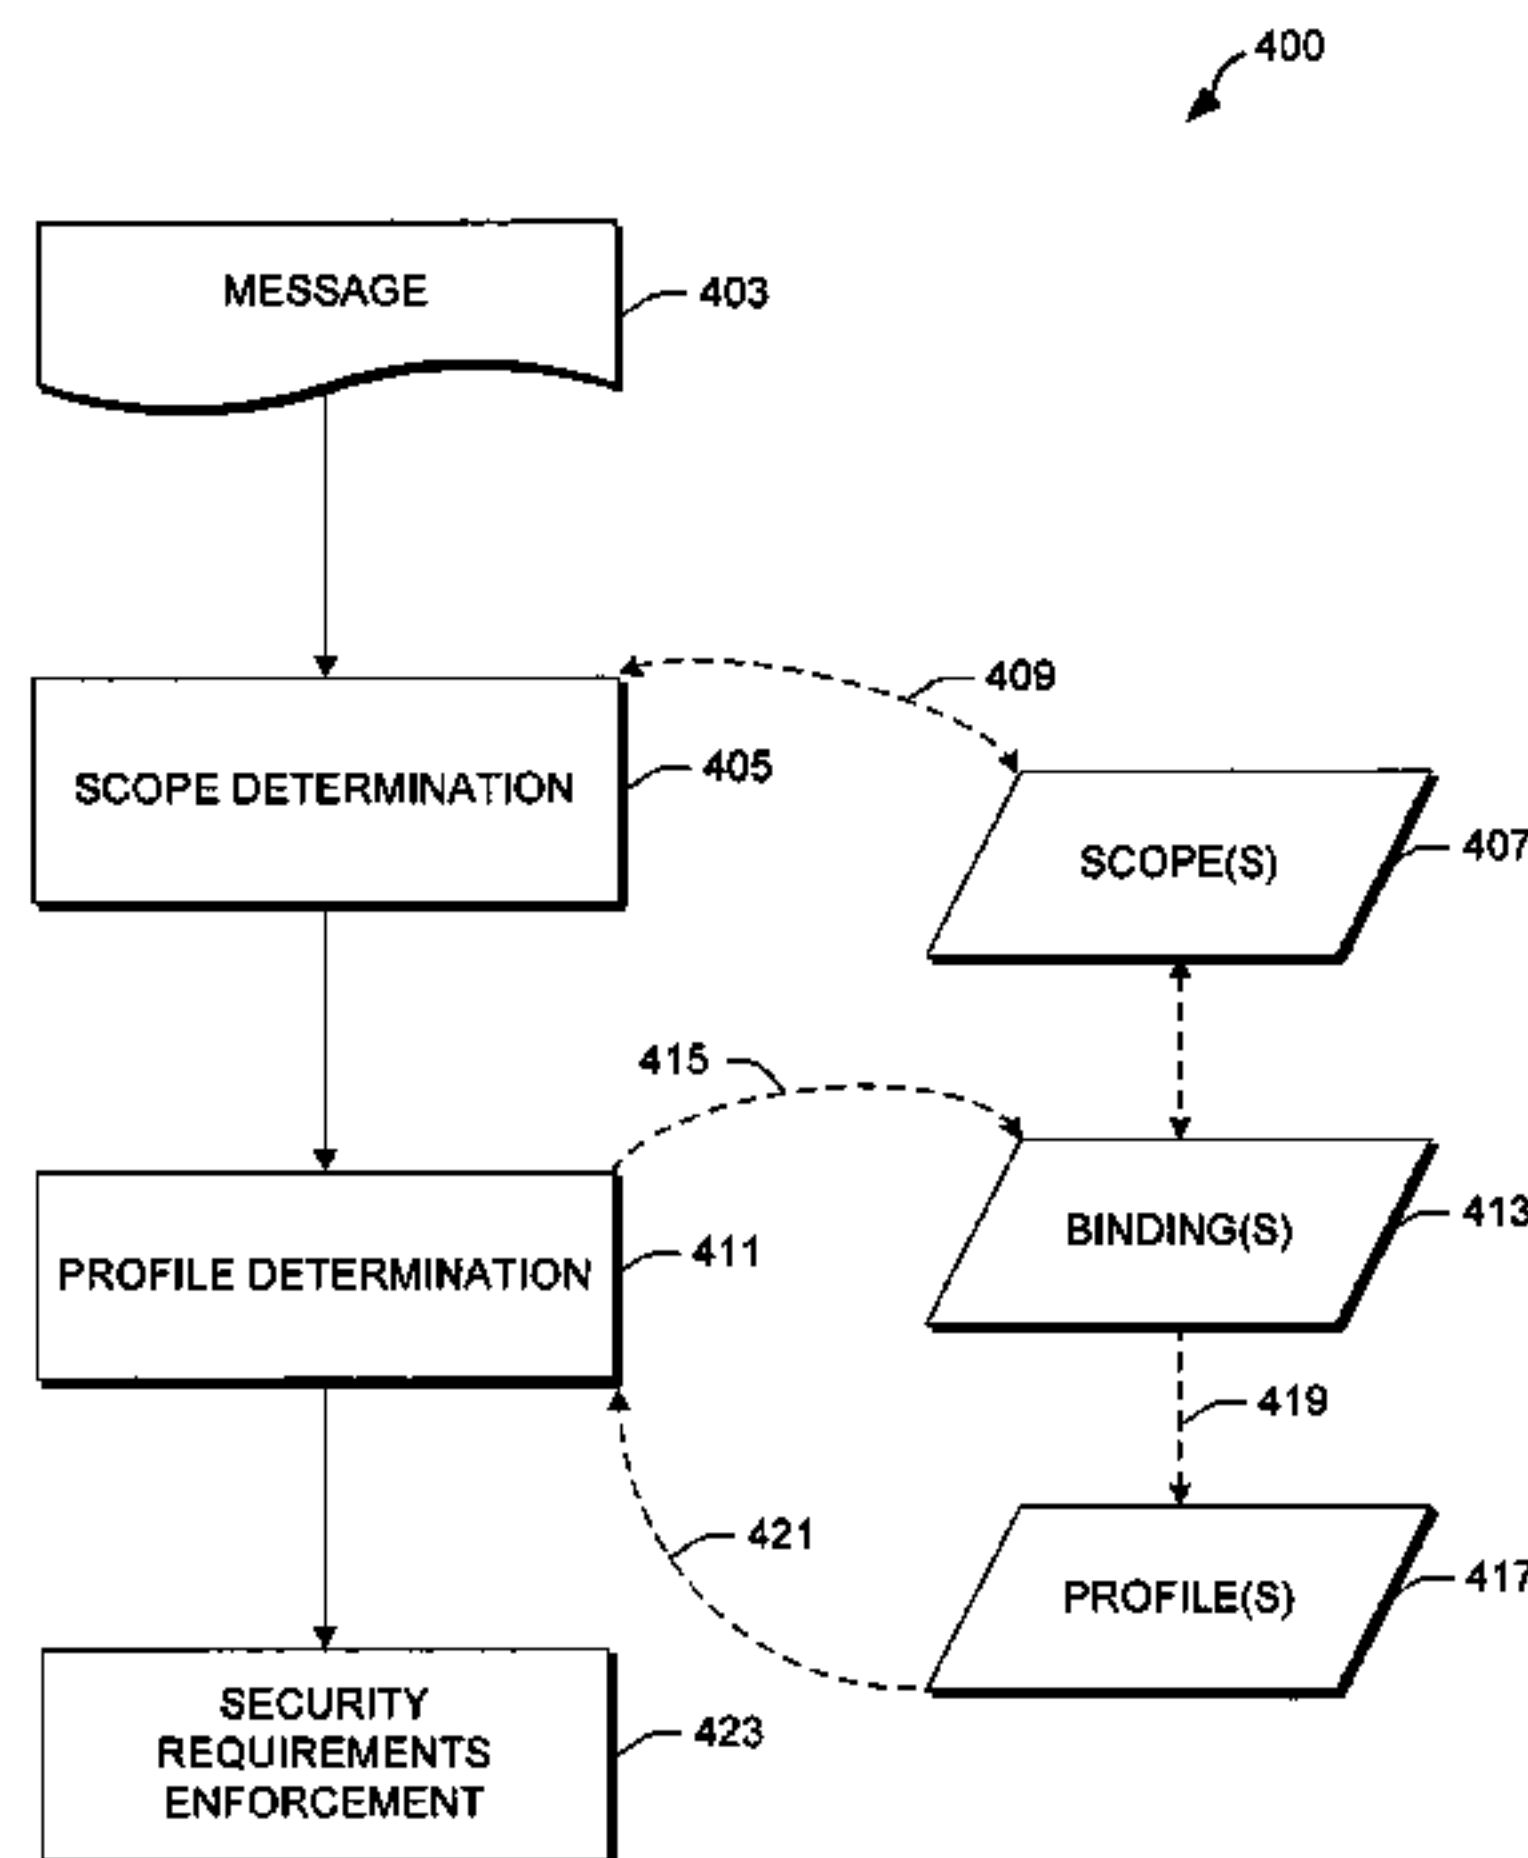 400
MESSAGE
403
SCOPE DETERMINATION
405
409
SCOPE(S)
407
415
PROFILE DETERMINATION
411
BINDING(S)
413
419
421
PROFILE(S)
417
SECURITY
REQUIREMENTS
ENFORCEMENT
423